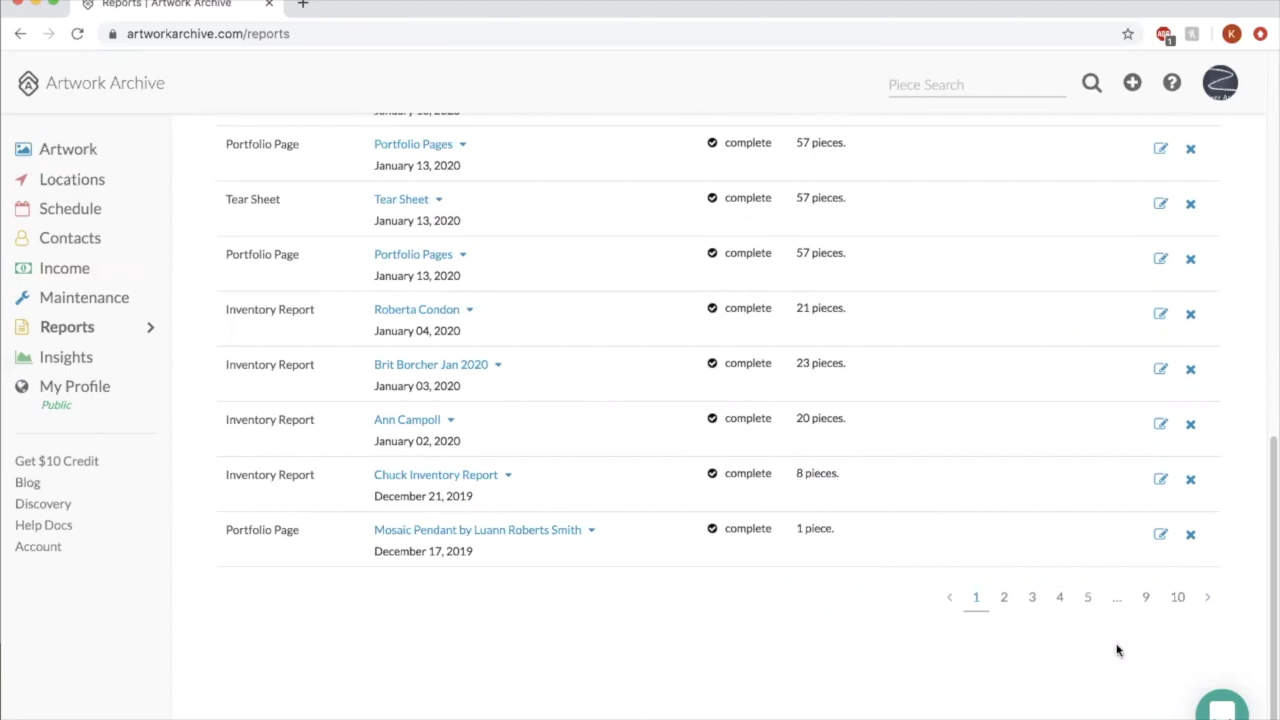 Reports | Artwork Archive
artworkarchive.com/reports
1
K
Artwork Archive
Piece Search
Artwork
Locations
Schedule
Contacts
Income
Maintenance
Reports
Insights
My Profile
Public
Get $10 Credit
Blog
Discovery
Help Docs
Account
Portfolio Page Portfolio Pages complete 57 pieces.
January 13, 2020
Tear Sheet Tear Sheet complete 57 pieces.
January 13, 2020
Portfolio Page Portfolio Pages complete 57 pieces.
January 13, 2020
Inventory Report Roberta Condon complete 21 pieces.
January 04, 2020
Inventory Report Brit Borcher Jan 2020 complete 23 pieces.
January 03, 2020
Inventory Report Ann Campoll complete 20 pieces.
January 02, 2020
Inventory Report Chuck Inventory Report complete 8 pieces.
December 21, 2019
Portfolio Page Mosaic Pendant by Luann Roberts Smith complete 1 piece.
December 17, 2019
< 1 2 3 4 5 ... 9 10 >